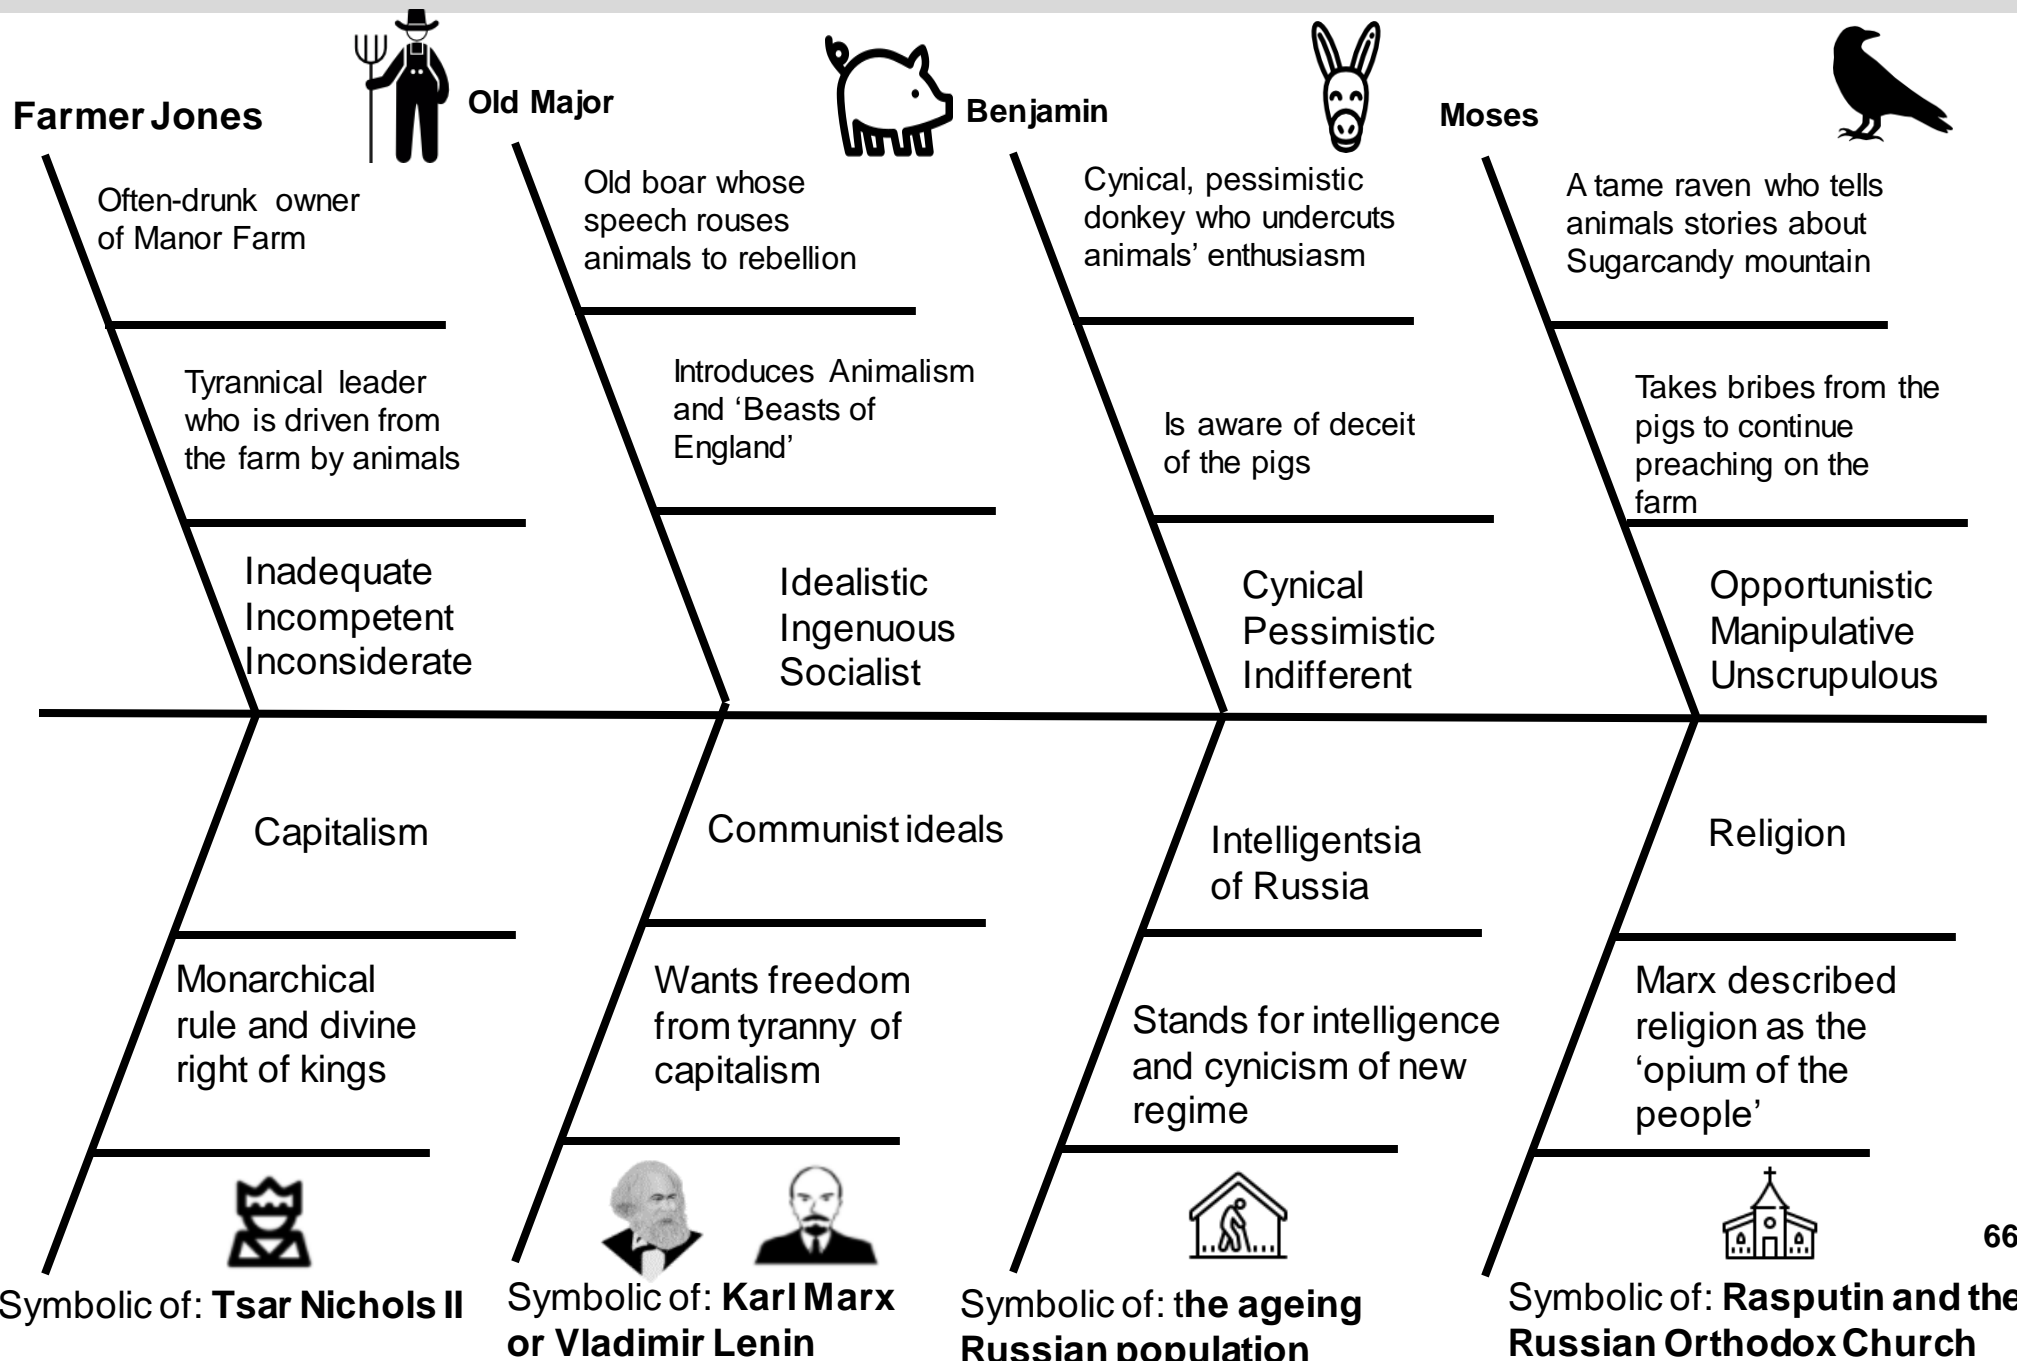 Farmer Jones
Often-drunk owner
of Manor Farm
Tyrannical leader
who is driven from
the farm by animals
Inadequate
Incompetent
Inconsiderate
Capitalism
Monarchical
rule and divine
right of kings
Symbolic of: Tsar Nichols II
Old Major
Old boar whose
speech rouses
animals to rebellion
Introduces Animalism
and ‘Beasts of
England’
Idealistic
Ingenuous
Socialist
Communist ideals
Wants freedom
from tyranny of
capitalism
Symbolic of: Karl Marx
or Vladimir Lenin
Benjamin
Cynical, pessimistic
donkey who undercuts
animals’ enthusiasm
Is aware of deceit
of the pigs
Cynical
Pessimistic
Indifferent
Intelligentsia
of Russia
Stands for intelligence
and cynicism of new
regime
Symbolic of: the ageing
Russian population
Moses
A tame raven who tells
animals stories about
Sugarcandy mountain
Takes bribes from the
pigs to continue
preaching on the
farm
Opportunistic
Manipulative
Unscrupulous
Religion
Marx described
religion as the
‘opium of the
people’
Symbolic of: Rasputin and the
Russian Orthodox Church
66